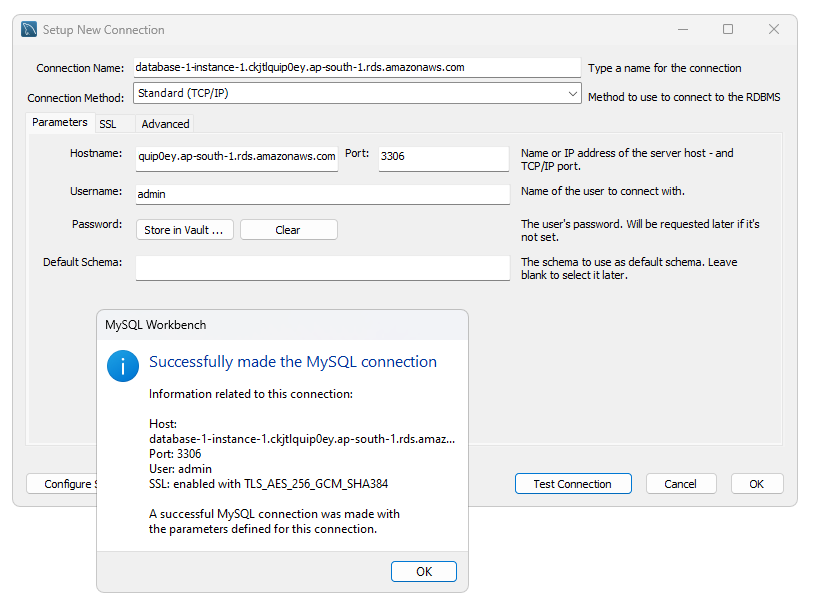 Setup New Connection
Connection Name: database-1-instance-1.ckjtlquip0ey.ap-south-1.rds.amazonaws.com Type a name for the connection
Connection Method: Standard (TCP/IP) Method to use to connect to the RDBMS
Parameters SSL Advanced
Hostname: quip0ey.ap-south-1.rds.amazonaws.com Port: 3306 Name or IP address of the server host - and
TCP/IP port.
Username: admin Name of the user to connect with.
Password: Store in Vault ... Clear The user's password. Will be requested later if it's
not set.
Default Schema: The schema to use as default schema. Leave
blank to select it later.
MySQL Workbench
Successfully made the MySQL connection
Information related to this connection:
Host:
database-1-instance-1.ckjtlquip0ey.ap-south-1.rds.amaz...
Port: 3306
User: admin
SSL: enabled with TLS_AES_256_GCM_SHA384
A successful MySQL connection was made with
the parameters defined for this connection.
OK
Configure Test Connection Cancel OK